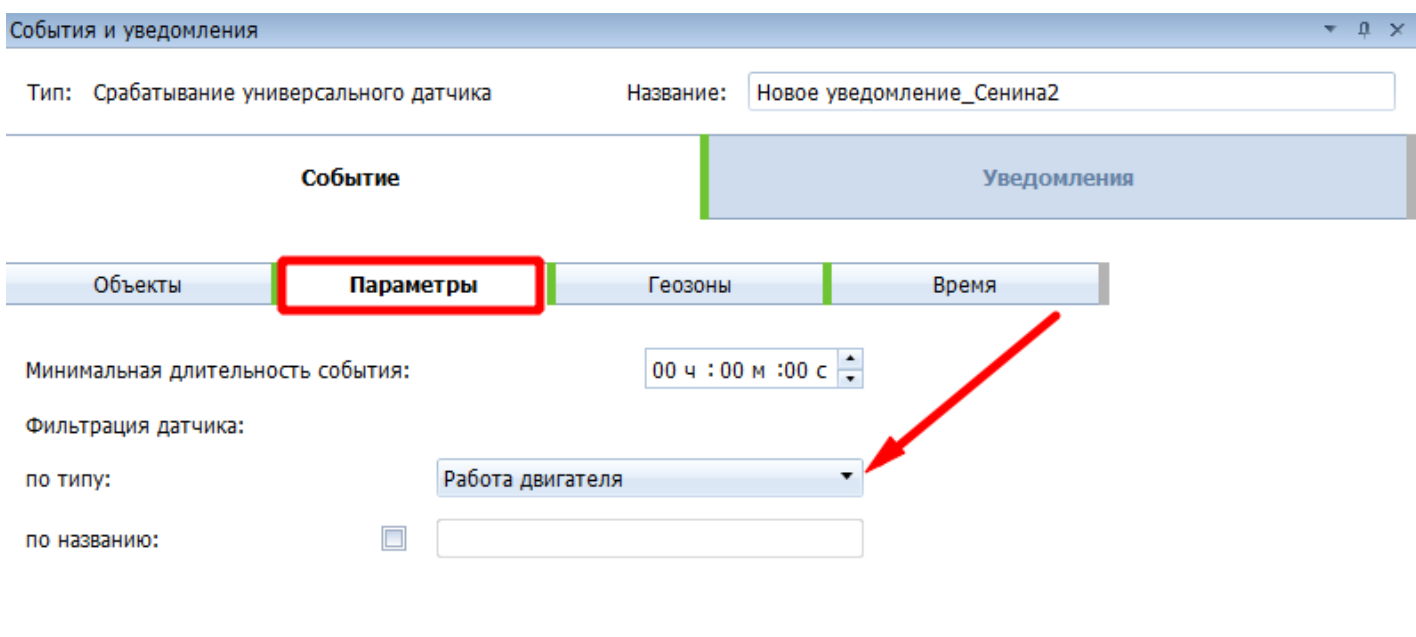 События и уведомления
Тип: Срабатывание универсального датчика Название: Новое уведомление_Сенина2
Событие Уведомления
Объекты Параметры Геозоны Время
Минимальная длительность события: 00 ч : 00 м :00 с
Фильтрация датчика:
по типу: Работа двигателя
по названию: